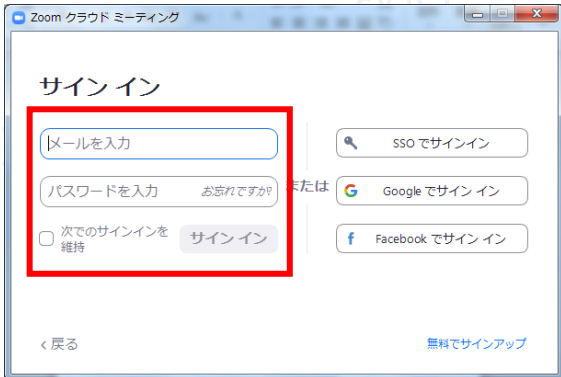 Zoom クラウド ミーティング
サイン イン
メールを入力
パスワードを入力 お忘れですか?
次でのサインインを
維持
サイン イン
または
SSO でサインイン
Google でサイン イン
Facebook でサイン イン
戻る
無料でサインアップ